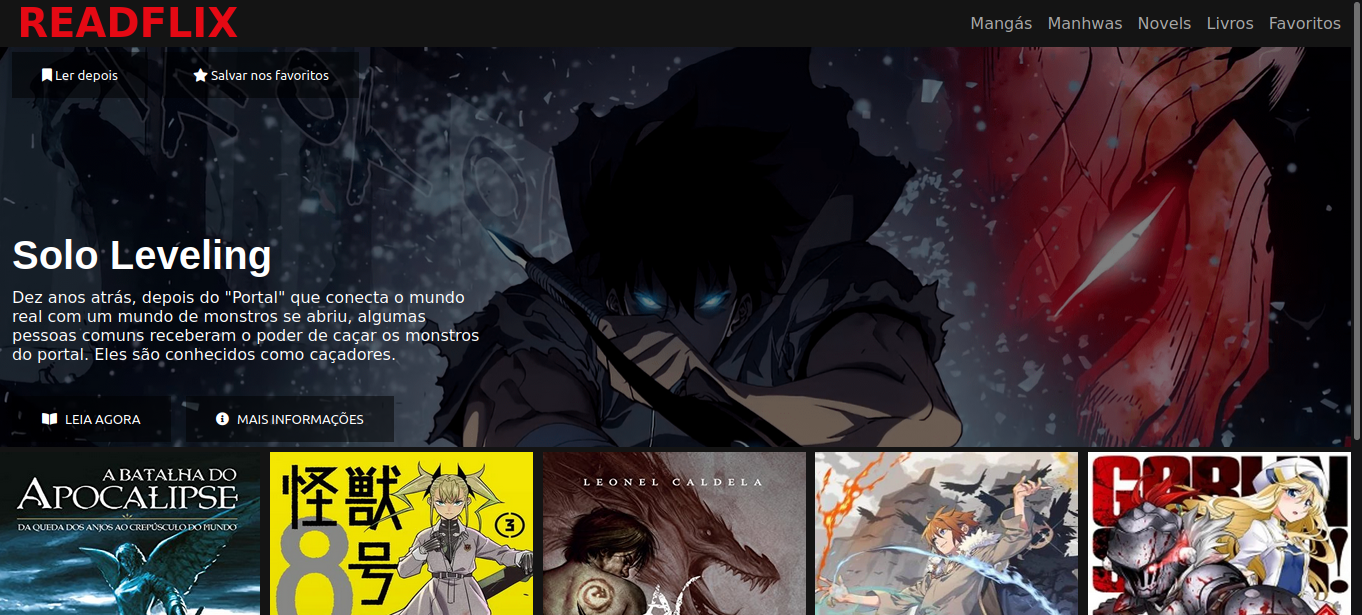 READFLIX
Mangás Manhwas Novels Livros Favoritos
Ler depois Salvar nos favoritos
Solo Leveling
Dez anos atrás, depois do "Portal" que conecta o mundo
real com um mundo de monstros se abriu, algumas
pessoas comuns receberam o poder de caçar os monstros
do portal. Eles são conhecidos como caçadores.
LEIA AGORA MAIS INFORMAÇÕES
A BATALHA DO
APOCALIPSE
DA QUEDA DOS ANJOS AO CREPÚSCULO DO MUNDO
怪獣
8号
3
LEONEL CALDELA
GOBLIN